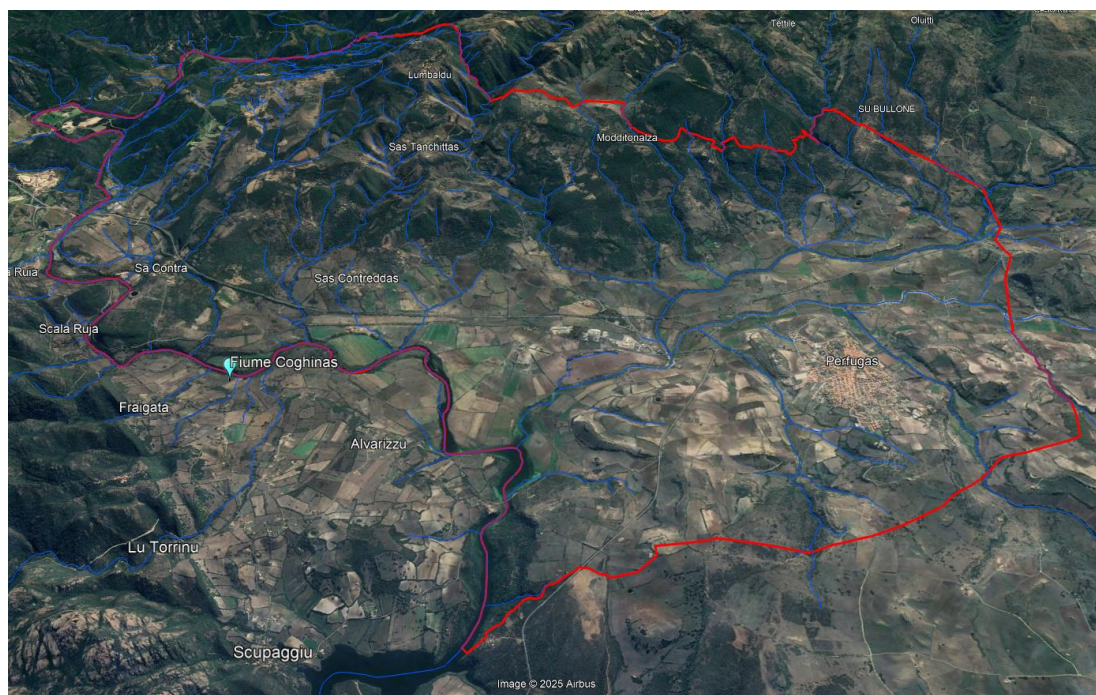 Tettile
Oluitti
Lumbaldu
SU BULLONE
Modditonalza
Sas Tanchittas
Sa Contra
a Ruia
Sas Contreddas
Scala Ruja
Fiume Coghinas
Perfugas
Fraigata
Alvarizzu
Lu Torrinu
Scupaggiu
Image © 2025 Airbus